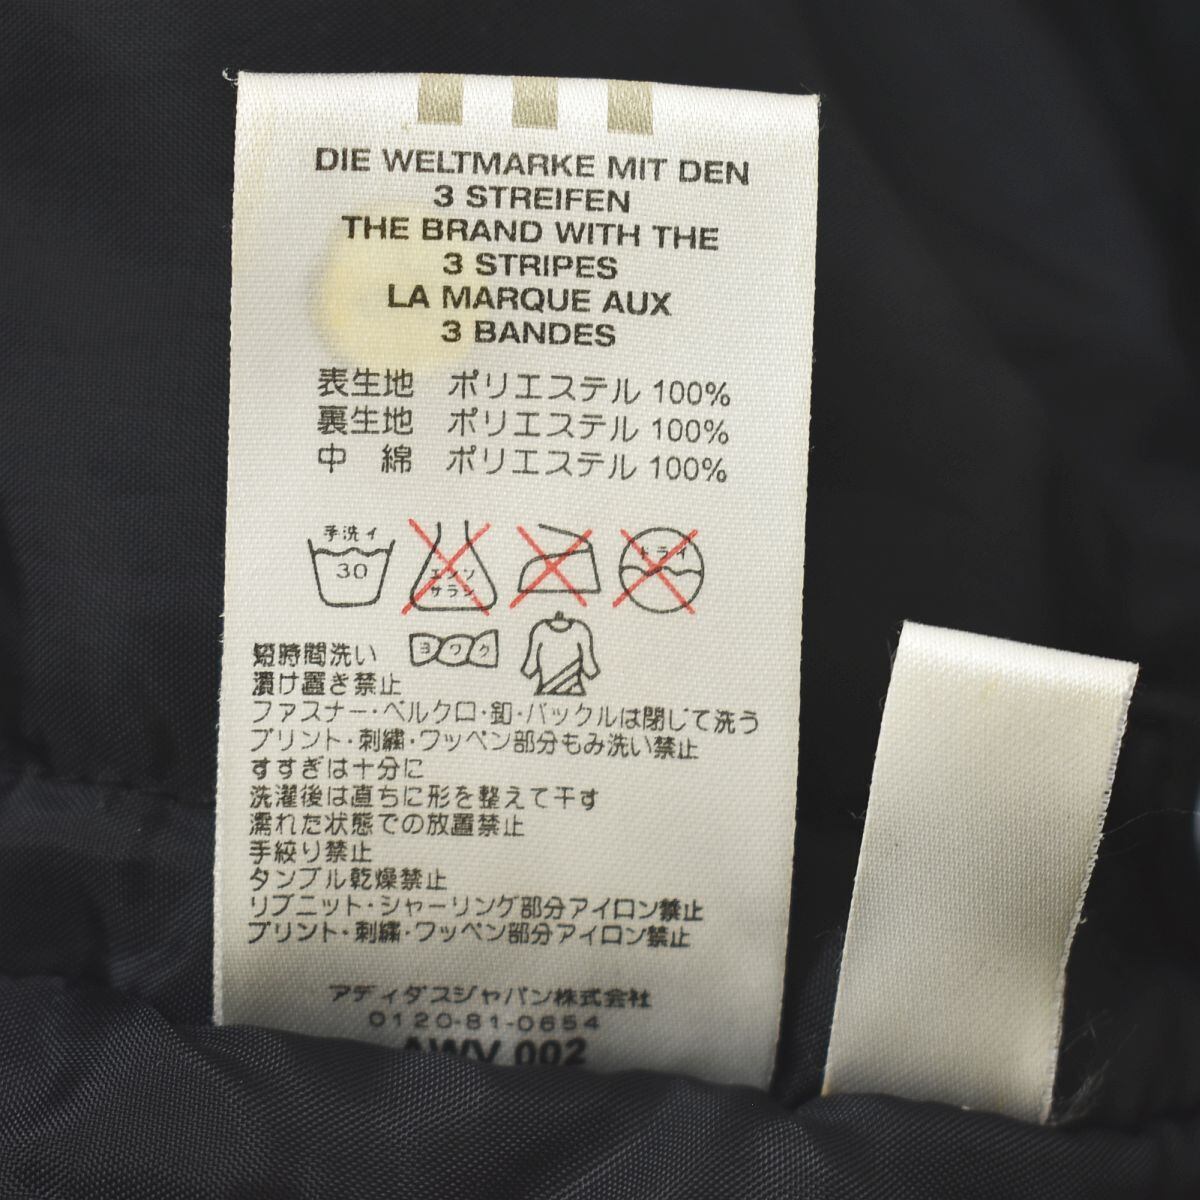 DIE WELTMARKE MIT DEN
3 STREIFEN
THE BRAND WITH THE
3 STRIPES
LA MARQUE AUX
3 BANDES
表生地 ポリエステル 100%
裏生地 ポリエステル 100%
中 綿 ポリエステル 100%
手洗イ
30
エンソ
サラシ
ドライ
ヨワク
短時間洗い
漬け置き禁止
ファスナー・ベルクロ・釦・バックルは閉じて洗う
プリント・刺繍・ワッペン部分もみ洗い禁止
すすぎは十分に
洗濯後は直ちに形を整えて干す
濡れた状態での放置禁止
手絞り禁止
タンブル乾燥禁止
リブニット・シャーリング部分アイロン禁止
プリント・刺繍・ワッペン部分アイロン禁止
アディダスジャパン株式会社
0120-81-0654
AWV 002